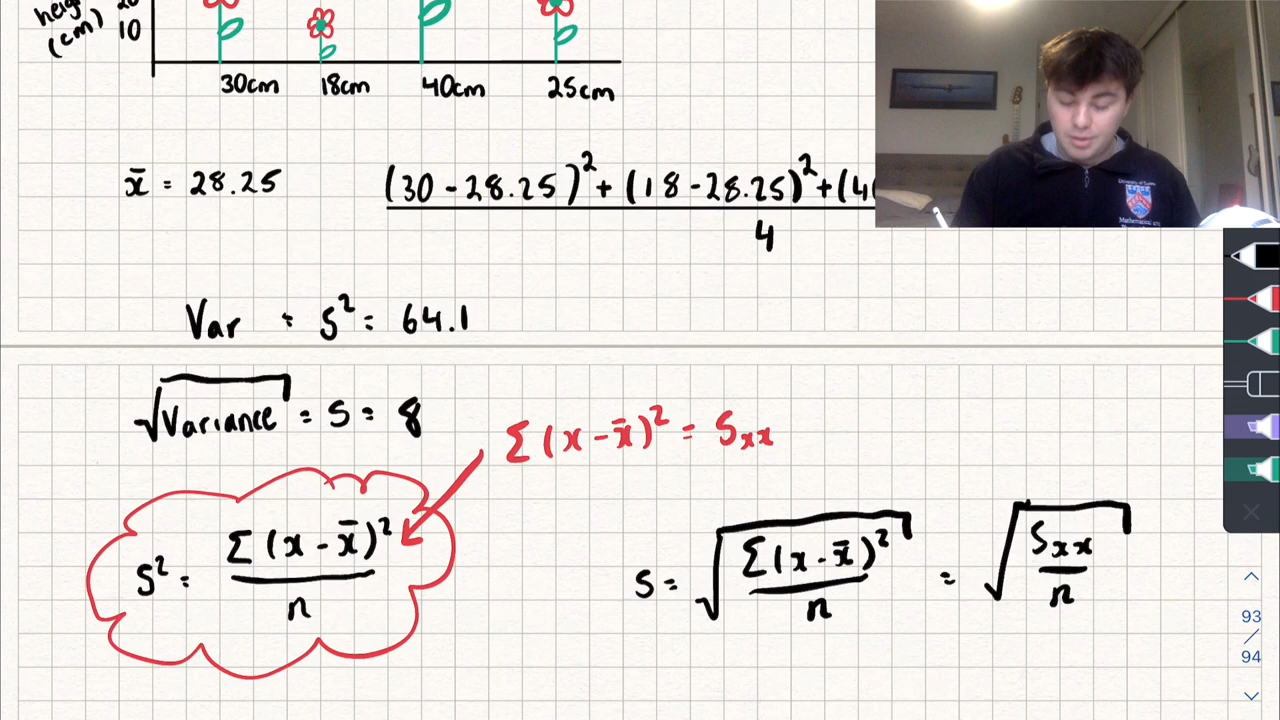 (cm) 10
30cm 18cm 40cm 25cm
x̄ = 28.25 (30 - 28.25)² + (18 - 28.25)² + (4
4
Var = S² = 64.1
√Variance = S = 8
Σ(x - x̄)² = Sxx
S² = Σ(x - x̄)² / n
S = √(Σ(x - x̄)² / n) = √(Sxx / n)
93
/
94